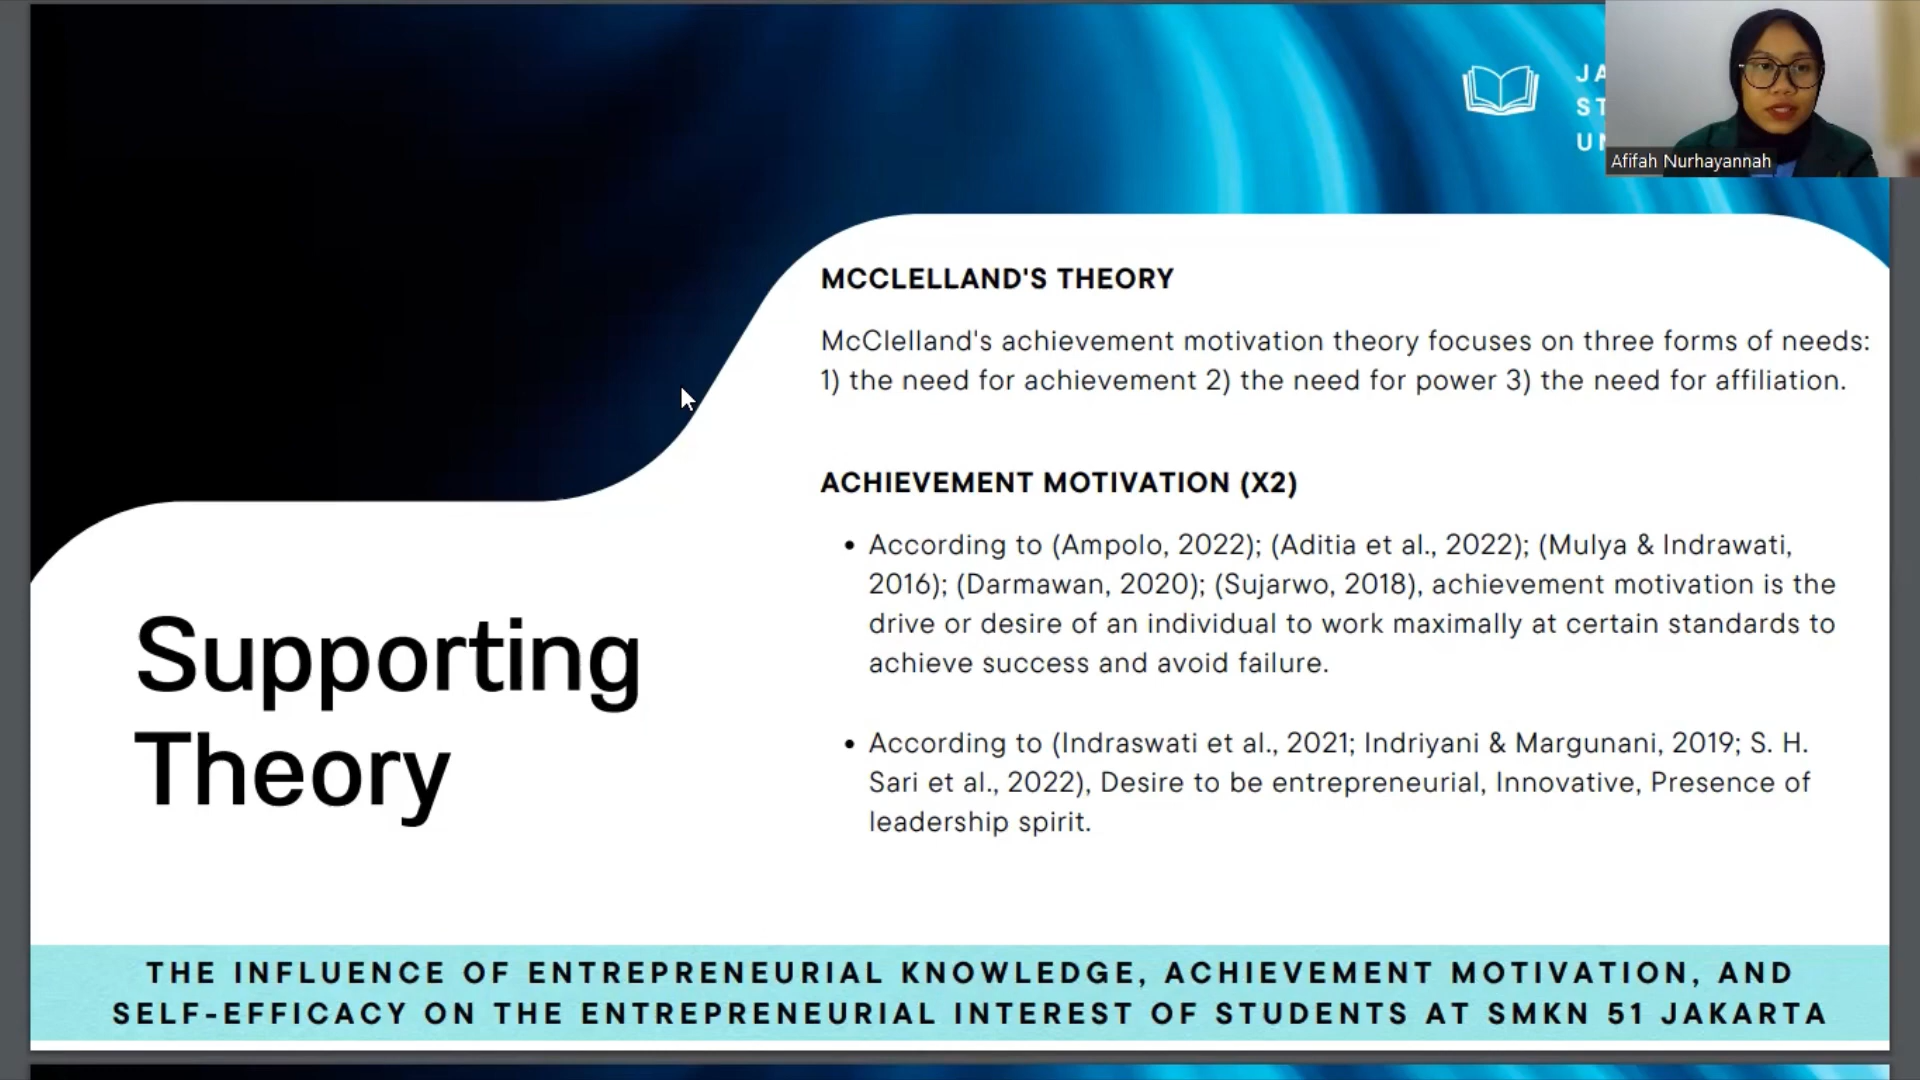 Afifah Nurhayannah
MCCLELLAND'S THEORY
McClelland's achievement motivation theory focuses on three forms of needs:
1) the need for achievement 2) the need for power 3) the need for affiliation.
ACHIEVEMENT MOTIVATION (X2)
• According to (Ampolo, 2022); (Aditia et al., 2022); (Mulya & Indrawati,
2016); (Darmawan, 2020); (Sujarwo, 2018), achievement motivation is the
drive or desire of an individual to work maximally at certain standards to
achieve success and avoid failure.
• According to (Indraswati et al., 2021; Indriyani & Margunani, 2019; S. H.
Sari et al., 2022), Desire to be entrepreneurial, Innovative, Presence of
leadership spirit.
Supporting
Theory
THE INFLUENCE OF ENTREPRENEURIAL KNOWLEDGE, ACHIEVEMENT MOTIVATION, AND
SELF-EFFICACY ON THE ENTREPRENEURIAL INTEREST OF STUDENTS AT SMKN 51 JAKARTA